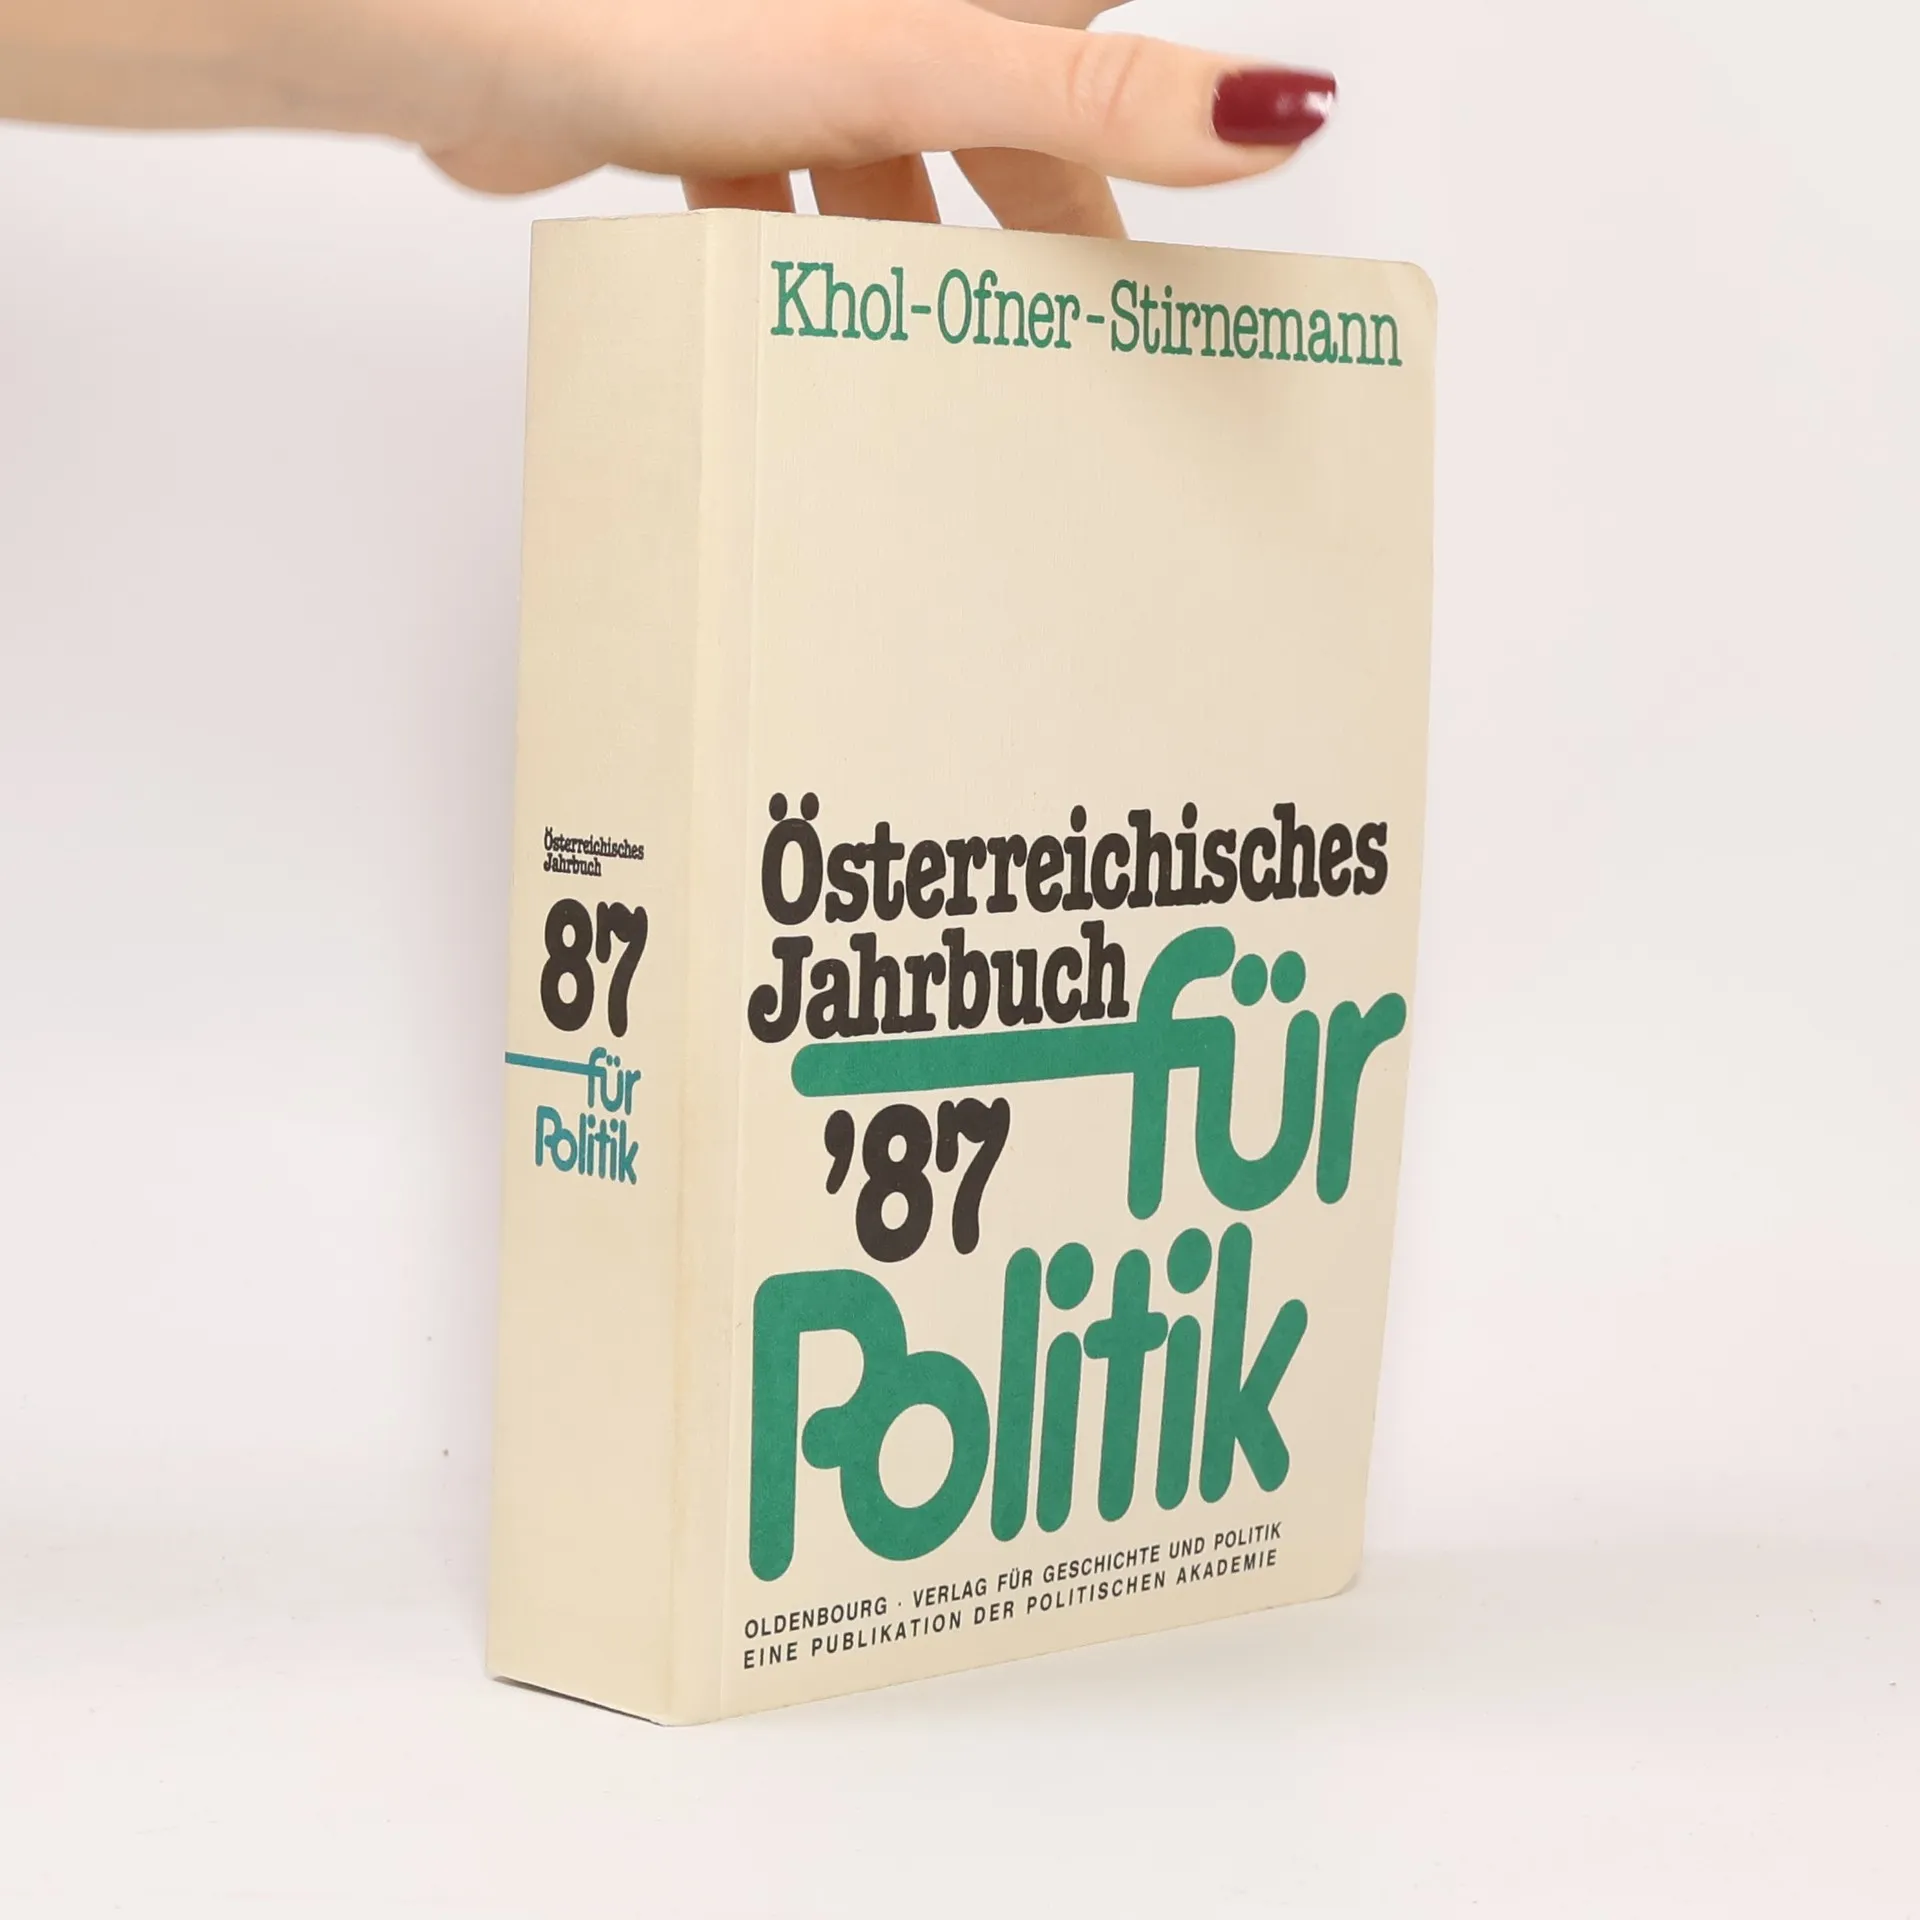 Khol-Ofner-Stirnemann
Österreichisches
Jahrbuch für
'87
Politik
OLDENBOURG · VERLAG FÜR GESCHICHTE UND POLITIK
EINE PUBLIKATION DER POLITISCHEN AKADEMIE
Österreichisches
Jahrbuch
87
für
Politik